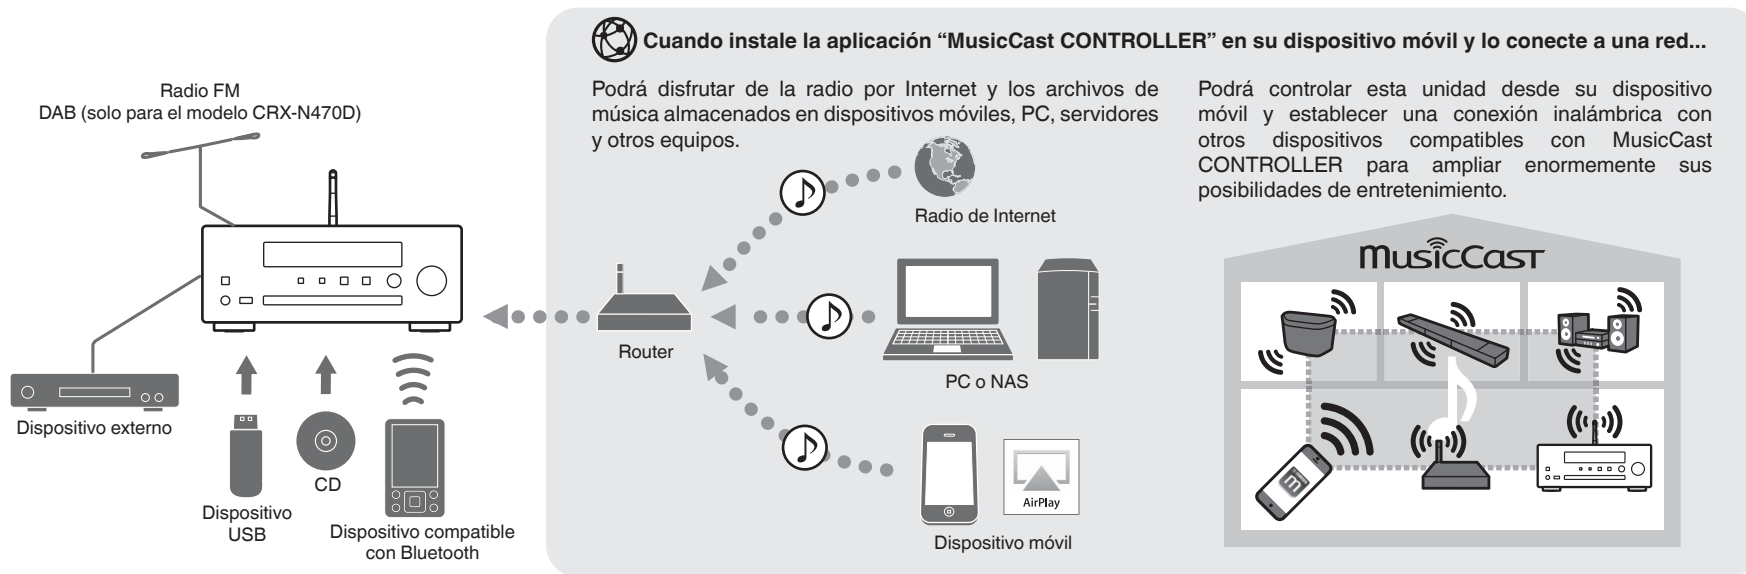 Cuando instale la aplicación “MusicCast CONTROLLER” en su dispositivo móvil y lo conecte a una red...
Radio FM
DAB (solo para el modelo CRX-N470D)
Podrá disfrutar de la radio por Internet y los archivos de
música almacenados en dispositivos móviles, PC, servidores
y otros equipos.
Podrá controlar esta unidad desde su dispositivo
móvil y establecer una conexión inalámbrica con
otros dispositivos compatibles con MusicCast
CONTROLLER para ampliar enormemente sus
posibilidades de entretenimiento.
Radio de Internet
MusicCast
Router
PC o NAS
Dispositivo externo
CD
Dispositivo
USB
Dispositivo compatible
con Bluetooth
AirPlay
Dispositivo móvil
m